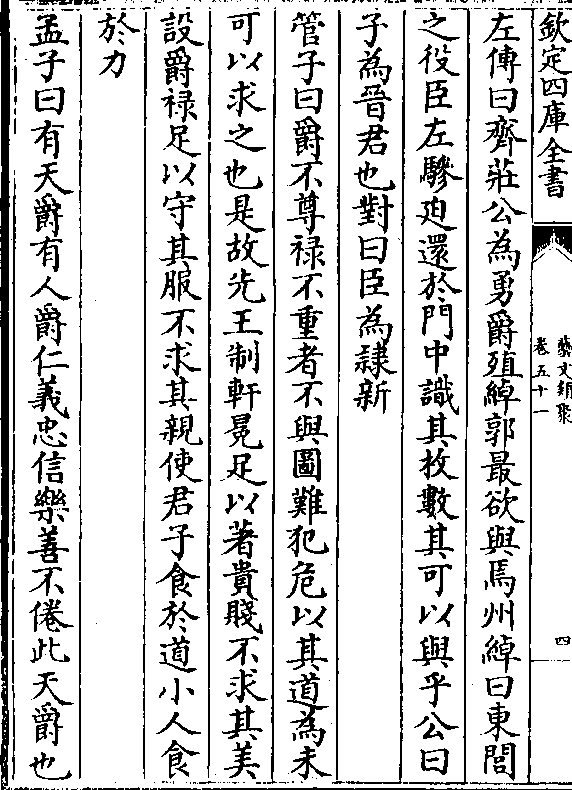 欽定四庫全書
藝文類聚
卷五十一
四
左傳曰齊莊公為勇爵殖綽郭最欲與焉州綽曰東閭
之役臣左驂迫還於門中識其枚數其可以與乎公曰
子為晉君也對曰臣為隷新
管子曰爵不尊祿不重者不與圖難犯危以其道為未
可以求之也是故先王制軒冕足以著貴賤不求其美
設爵祿足以守其服不求其親使君子食於道小人食
於力
孟子曰有天爵有人爵仁義忠信樂善不倦此天爵也